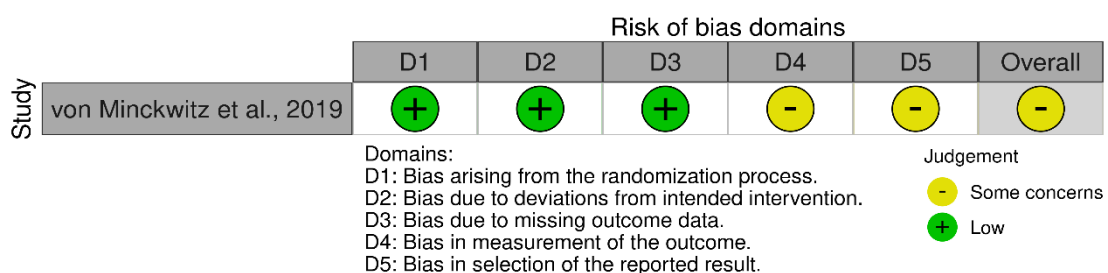 Risk of bias domains
D1 D2 D3 D4 D5 Overall
Study
von Minckwitz et al., 2019 + + + - - -
Domains:
D1: Bias arising from the randomization process.
D2: Bias due to deviations from intended intervention.
D3: Bias due to missing outcome data.
D4: Bias in measurement of the outcome.
D5: Bias in selection of the reported result.
Judgement
- Some concerns
+ Low